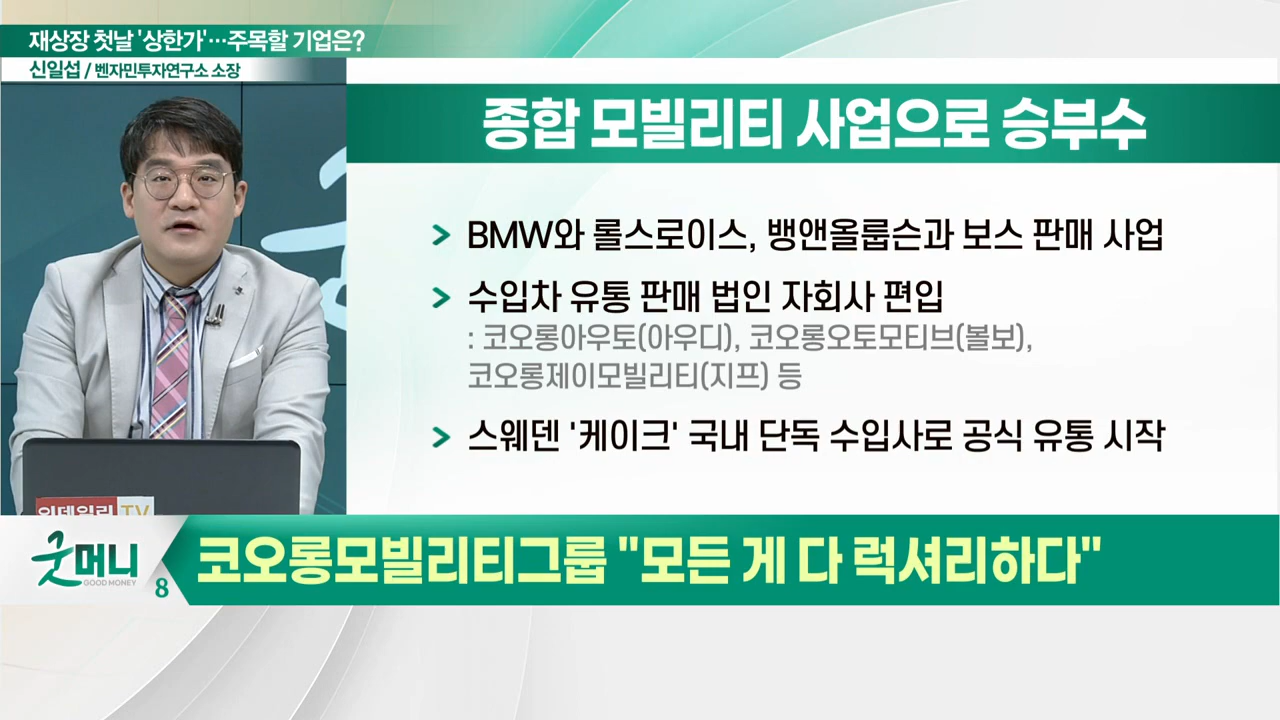 재상장 첫날 '상한가'…주목할 기업은?
신일섭 / 벤자민투자연구소 소장
종합 모빌리티 사업으로 승부수
> BMW와 롤스로이스, 뱅앤올룹슨과 보스 판매 사업
> 수입차 유통 판매 법인 자회사 편입
: 코오롱아우토(아우디), 코오롱오토모티브(볼보),
코오롱제이모빌리티(지프) 등
> 스웨덴 '케이크' 국내 단독 수입사로 공식 유통 시작
이데일리 TV
굿머니
GOOD MONEY
8
코오롱모빌리티그룹 "모든 게 다 럭셔리하다"